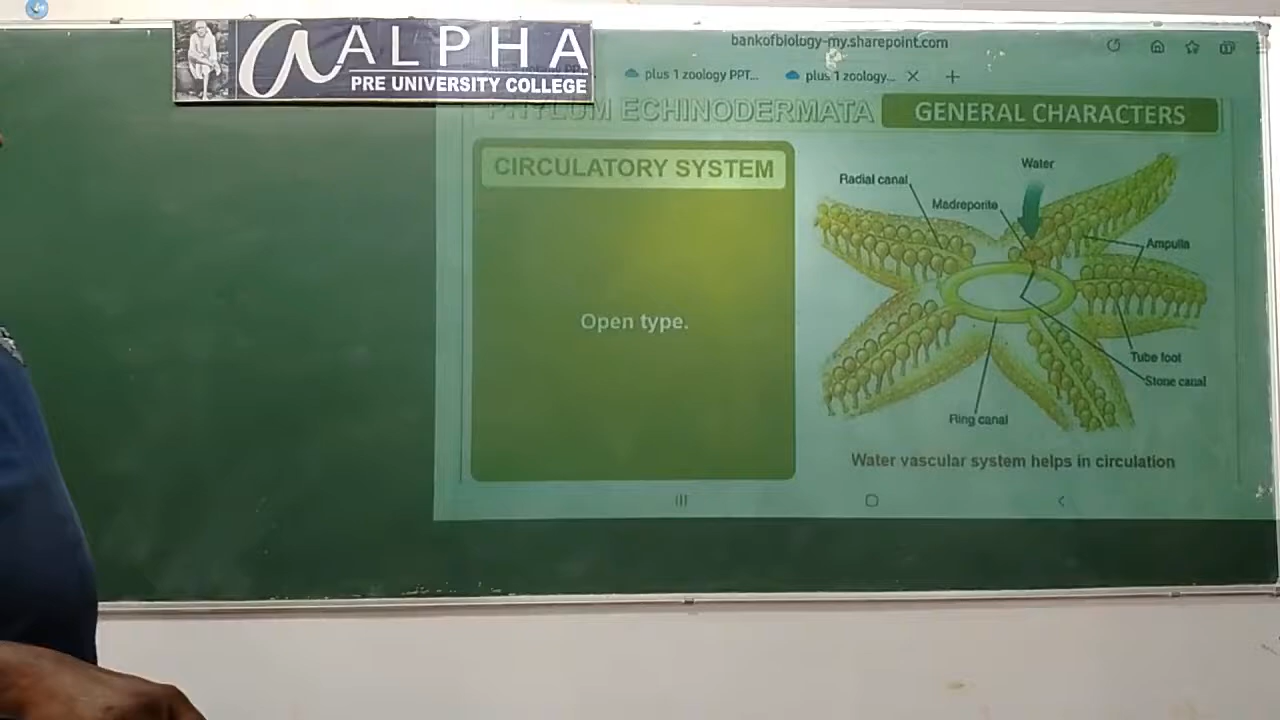 ALPHA
PRE UNIVERSITY COLLEGE
bankofbiology-my.sharepoint.com
plus 1 zoology PPT...
plus 1 zoology...
PHYLUM ECHINODERMATA
GENERAL CHARACTERS
CIRCULATORY SYSTEM
Open type.
Water
Radial canal
Madreporite
Ampulla
Tube foot
Stone canal
Ring canal
Water vascular system helps in circulation